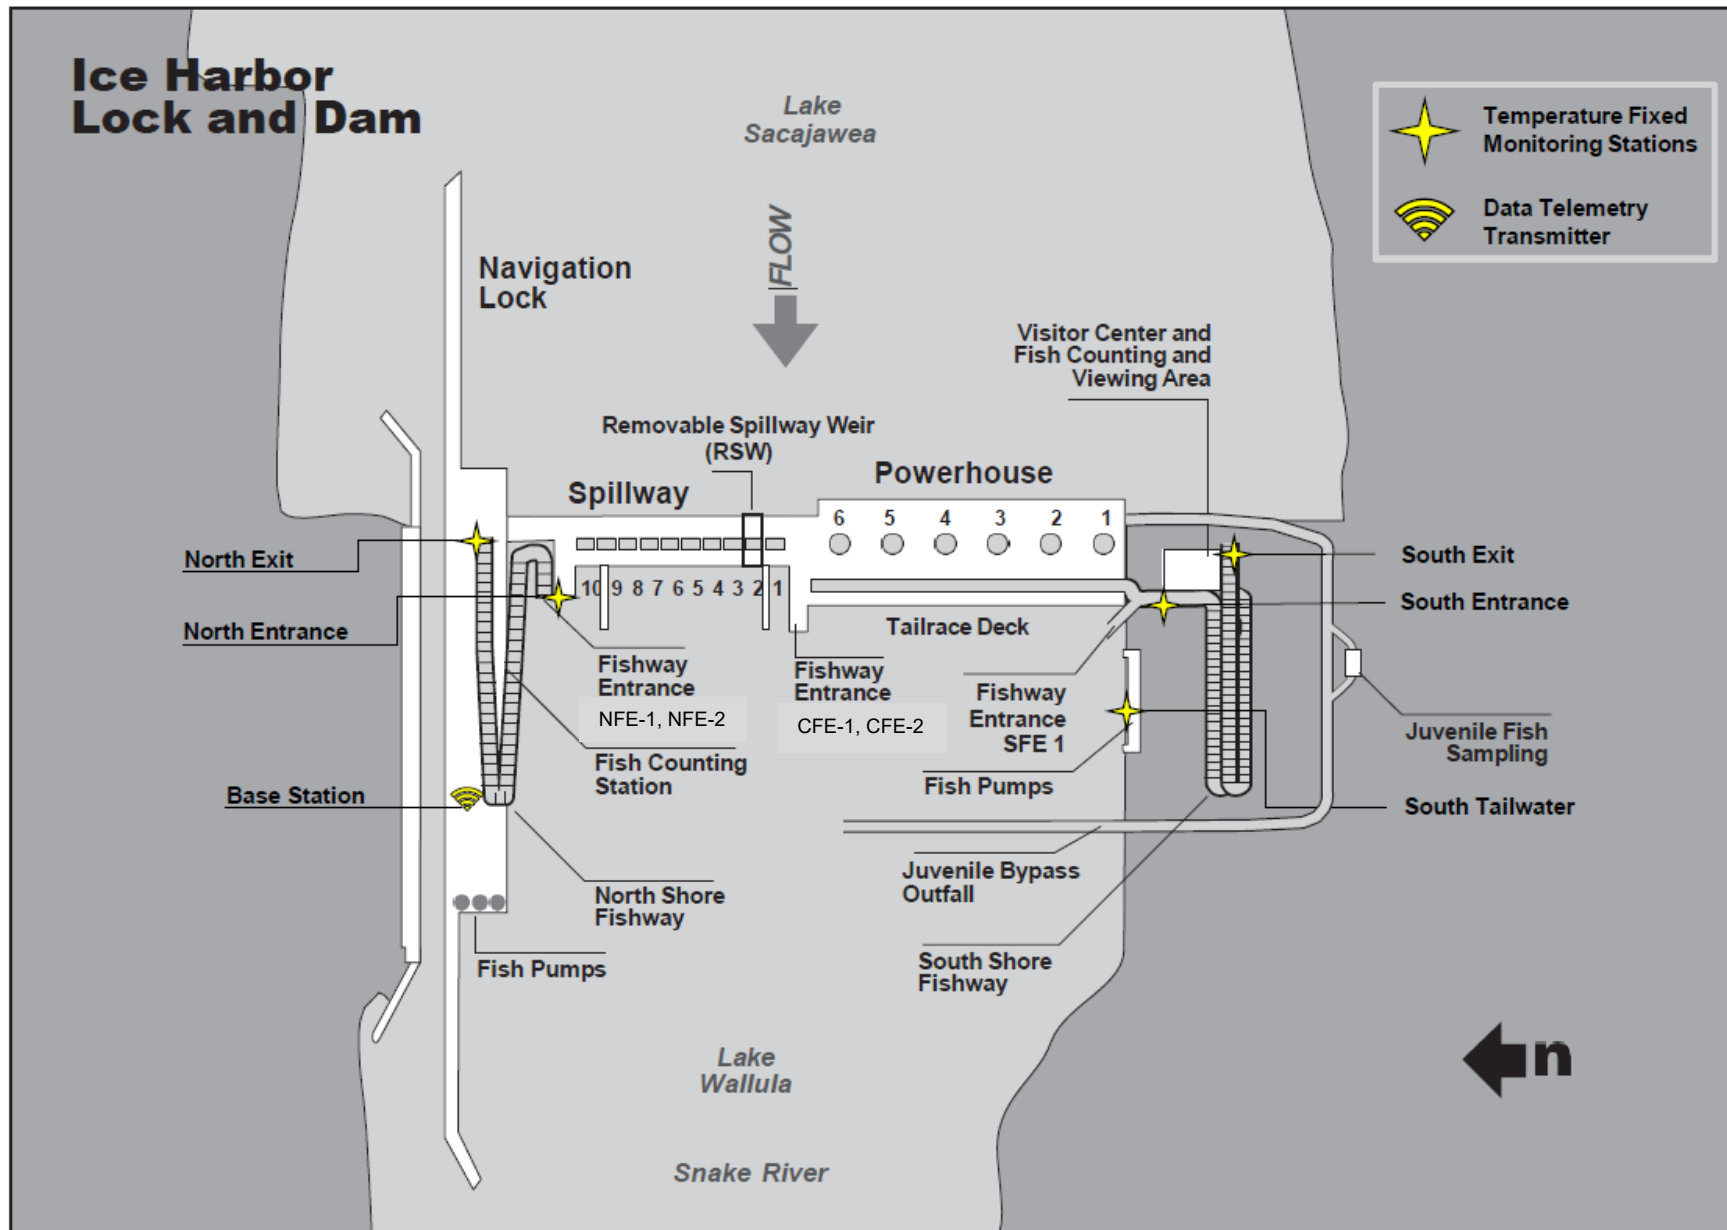 Ice Harbor
Lock and Dam
Lake
Sacajawea
Temperature Fixed
Monitoring Stations
Data Telemetry
Transmitter
FLOW
Navigation
Lock
Visitor Center and
Fish Counting and
Viewing Area
Removable Spillway Weir
(RSW)
Powerhouse
Spillway
6 5 4 3 2 1
North Exit
South Exit
10 9 8 7 6 5 4 3 2 1
South Entrance
North Entrance
Tailrace Deck
Fishway
Entrance
NFE-1, NFE-2
Fishway
Entrance
CFE-1, CFE-2
Fishway
Entrance
SFE 1
Juvenile Fish
Sampling
Fish Counting
Station
Fish Pumps
Base Station
South Tailwater
Juvenile Bypass
Outfall
North Shore
Fishway
South Shore
Fishway
Fish Pumps
Lake
Wallula
n
Snake River